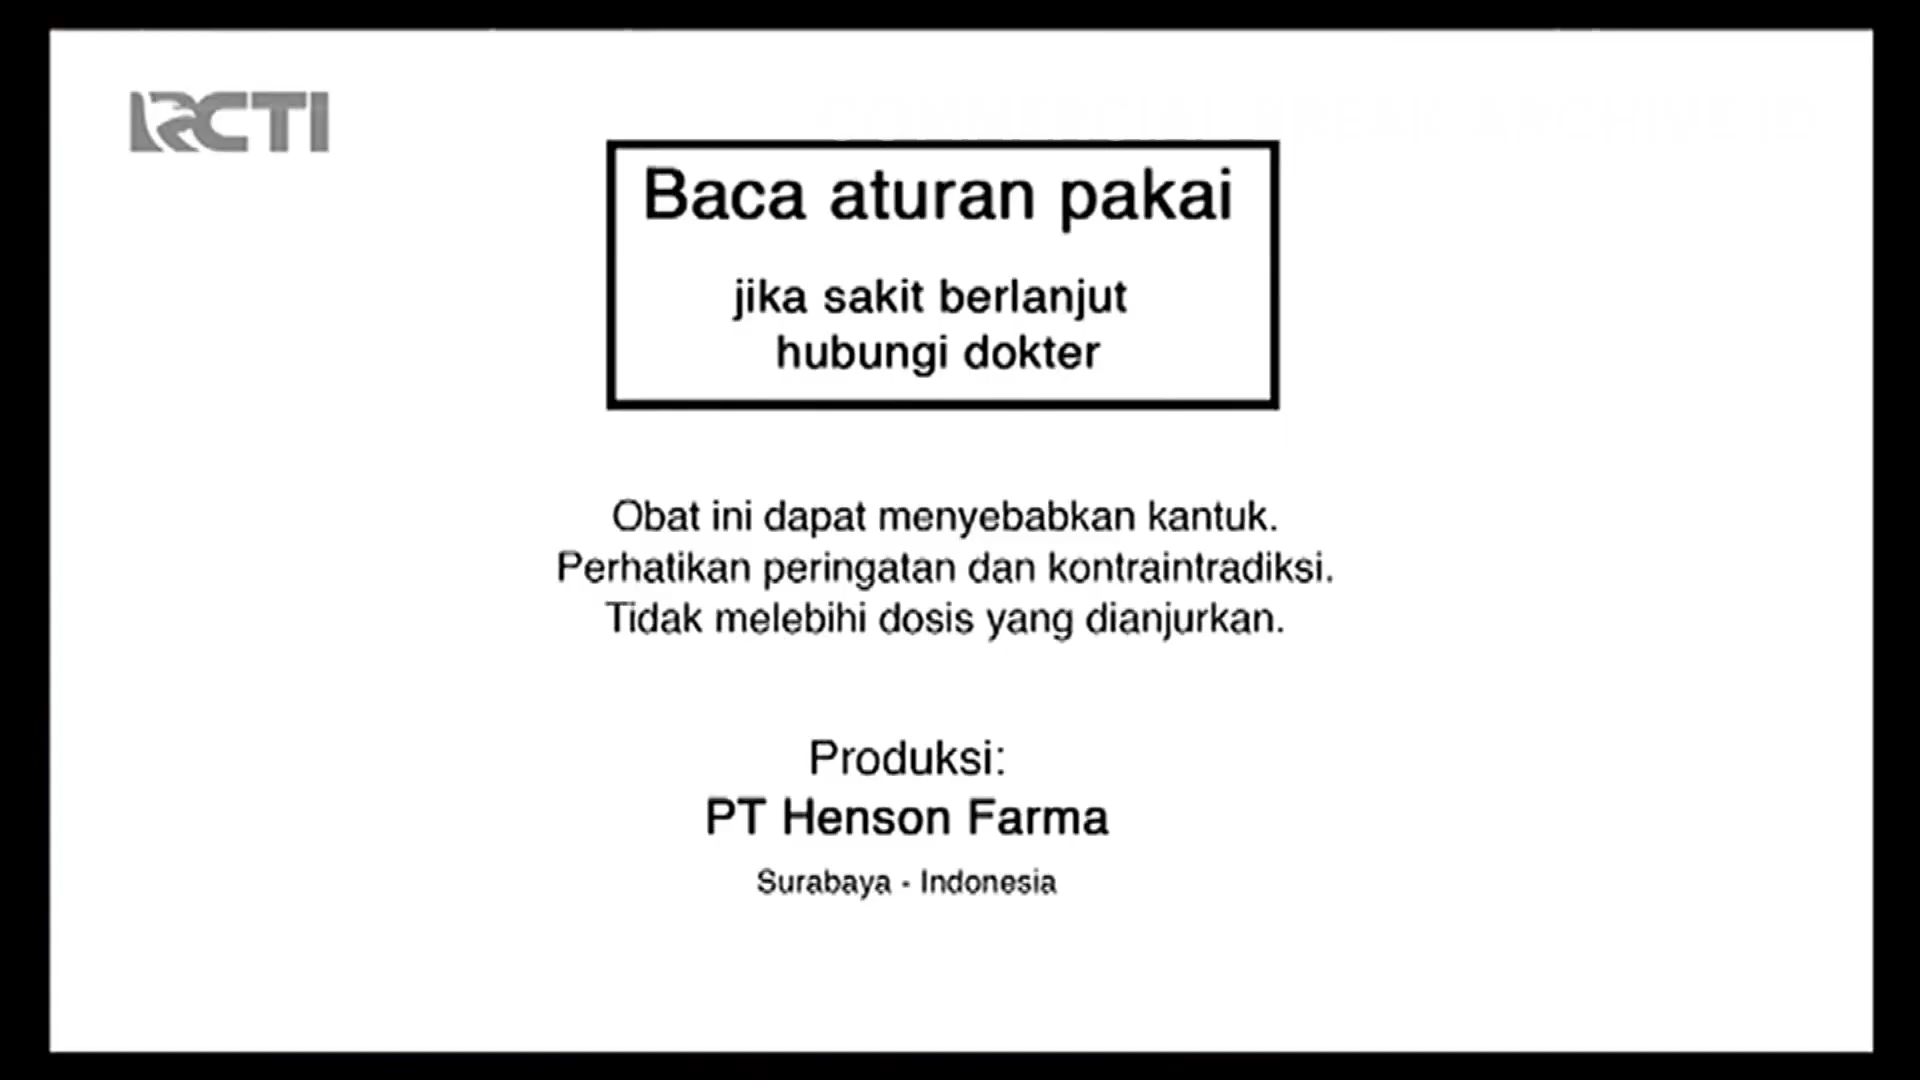 RCTI
Baca aturan pakai
jika sakit berlanjut
hubungi dokter
Obat ini dapat menyebabkan kantuk.
Perhatikan peringatan dan kontraintradiksi.
Tidak melebihi dosis yang dianjurkan.
Produksi:
PT Henson Farma
Surabaya - Indonesia